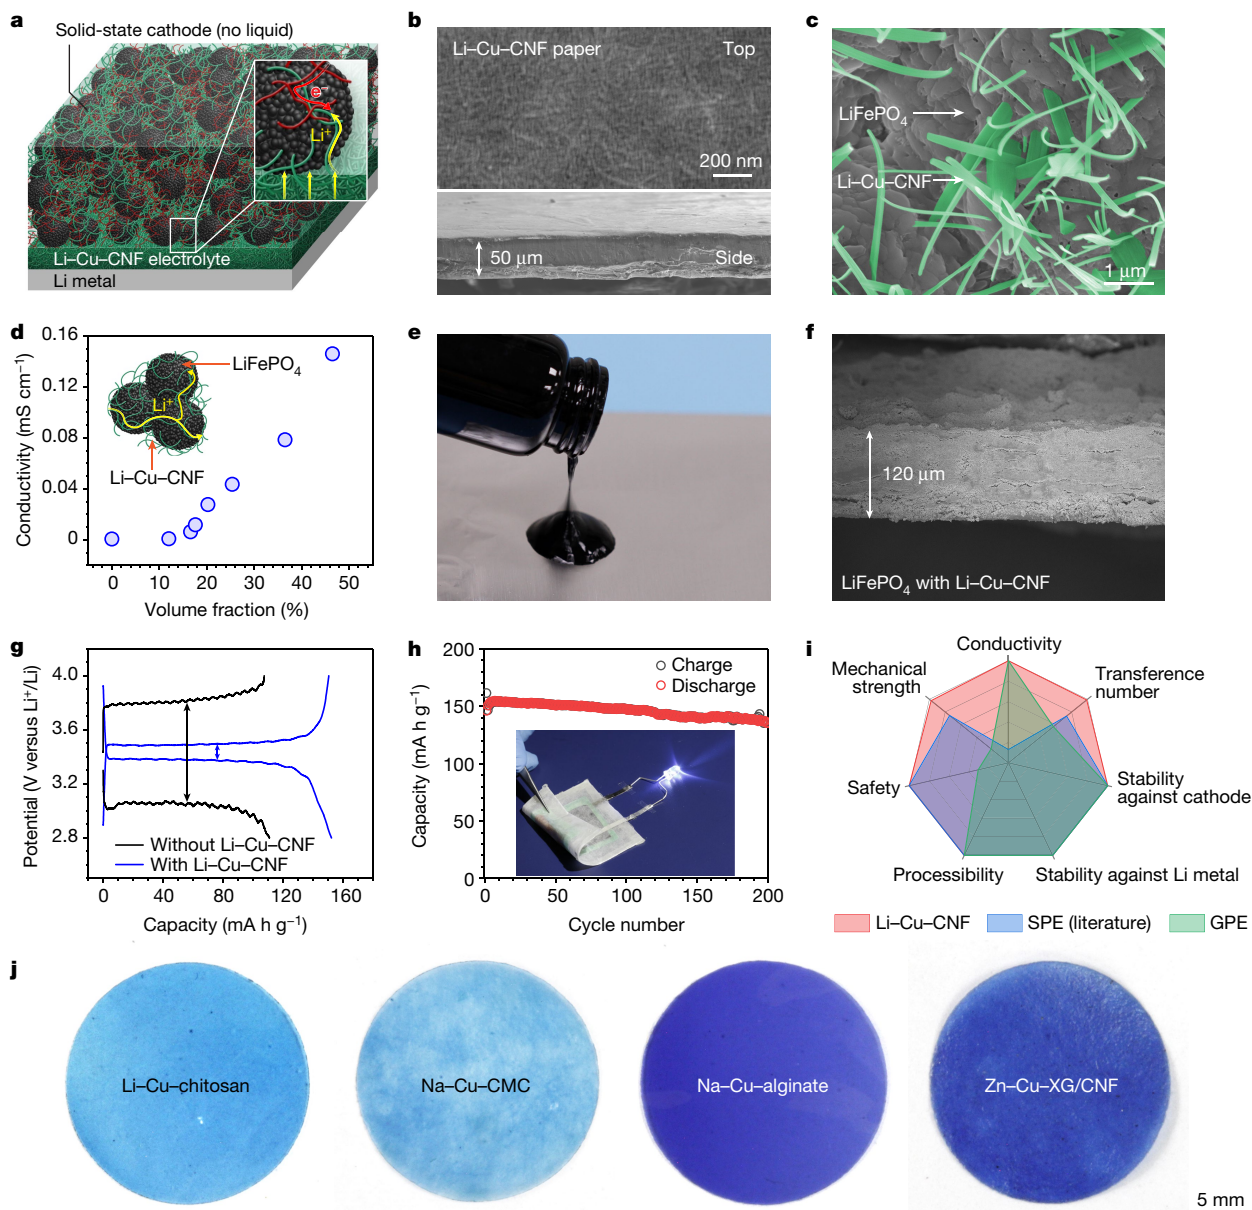 a
Solid-state cathode (no liquid)
e⁻
Li⁺
Li–Cu–CNF electrolyte
Li metal
b
Li–Cu–CNF paper
Top
200 nm
50 μm
Side
c
LiFePO₄
Li–Cu–CNF
1 μm
d
Conductivity (mS cm⁻¹)
0.16
0.12
0.08
0.04
0
LiFePO₄
Li⁺
Li–Cu–CNF
0 10 20 30 40 50
Volume fraction (%)
e
f
120 μm
LiFePO₄ with Li–Cu–CNF
g
Potential (V versus Li⁺/Li)
4.0
3.6
3.2
2.8
Without Li–Cu–CNF
With Li–Cu–CNF
0 40 80 120 160
Capacity (mA h g⁻¹)
h
Capacity (mA h g⁻¹)
200
150
100
50
0
Charge
Discharge
0 50 100 150 200
Cycle number
i
Conductivity
Mechanical
strength
Transference
number
Safety
Stability
against cathode
Processibility
Stability against Li metal
Li–Cu–CNF
SPE (literature)
GPE
j
Li–Cu–chitosan
Na–Cu–CMC
Na–Cu–alginate
Zn–Cu–XG/CNF
5 mm